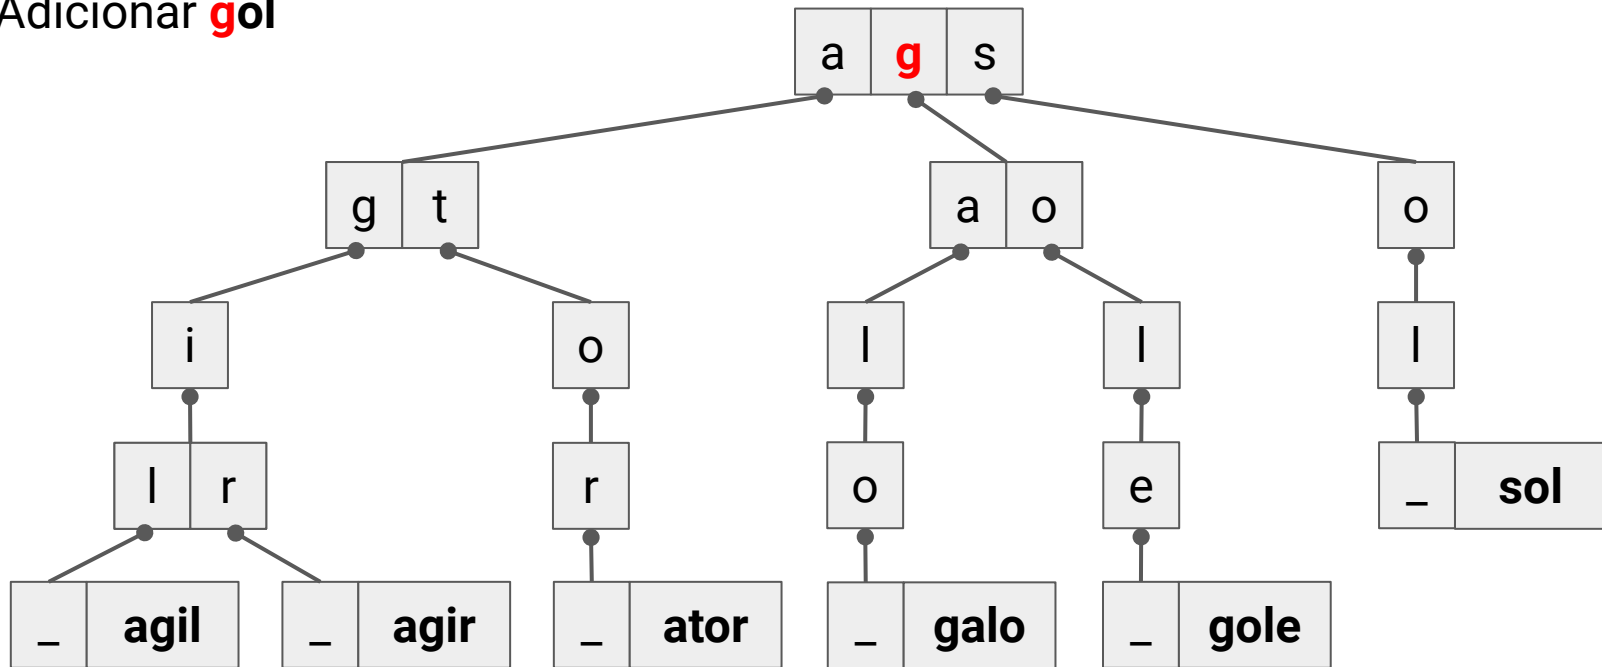 Adicionar gol
a g s
g t
a o
o
i
o
l
l
l
l r
r
o
e
_ sol
_ agil
_ agir
_ ator
_ galo
_ gole